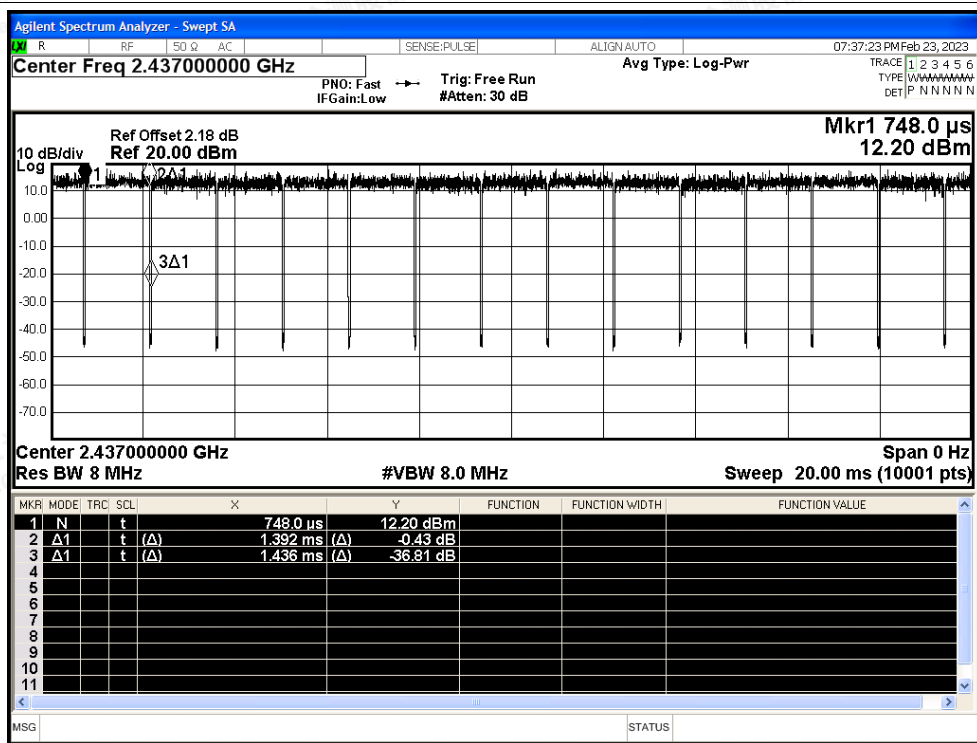 Agilent Spectrum Analyzer - Swept SA
LXI R RF 50 Ω AC SENSE:PULSE ALIGN AUTO 07:37:23 PM Feb 23, 2023
Center Freq 2.437000000 GHz
PNO: Fast
IFGain:Low
Trig: Free Run
#Atten: 30 dB
Avg Type: Log-Pwr
TRACE 1 2 3 4 5 6
TYPE
DET P N N N N N
Mkr1 748.0 µs
12.20 dBm
Ref Offset 2.18 dB
10 dB/div Ref 20.00 dBm
Log
1
2Δ1
10.0
0.00
-10.0
3Δ1
-20.0
-30.0
-40.0
-50.0
-60.0
-70.0
Center 2.437000000 GHz Span 0 Hz
Res BW 8 MHz #VBW 8.0 MHz Sweep 20.00 ms (10001 pts)
MKR MODE TRC SCL X Y FUNCTION FUNCTION WIDTH FUNCTION VALUE
1 N t 748.0 µs 12.20 dBm
2 Δ1 t (Δ) 1.392 ms (Δ) -0.43 dB
3 Δ1 t (Δ) 1.436 ms (Δ) -36.81 dB
4
5
6
7
8
9
10
11
MSG STATUS